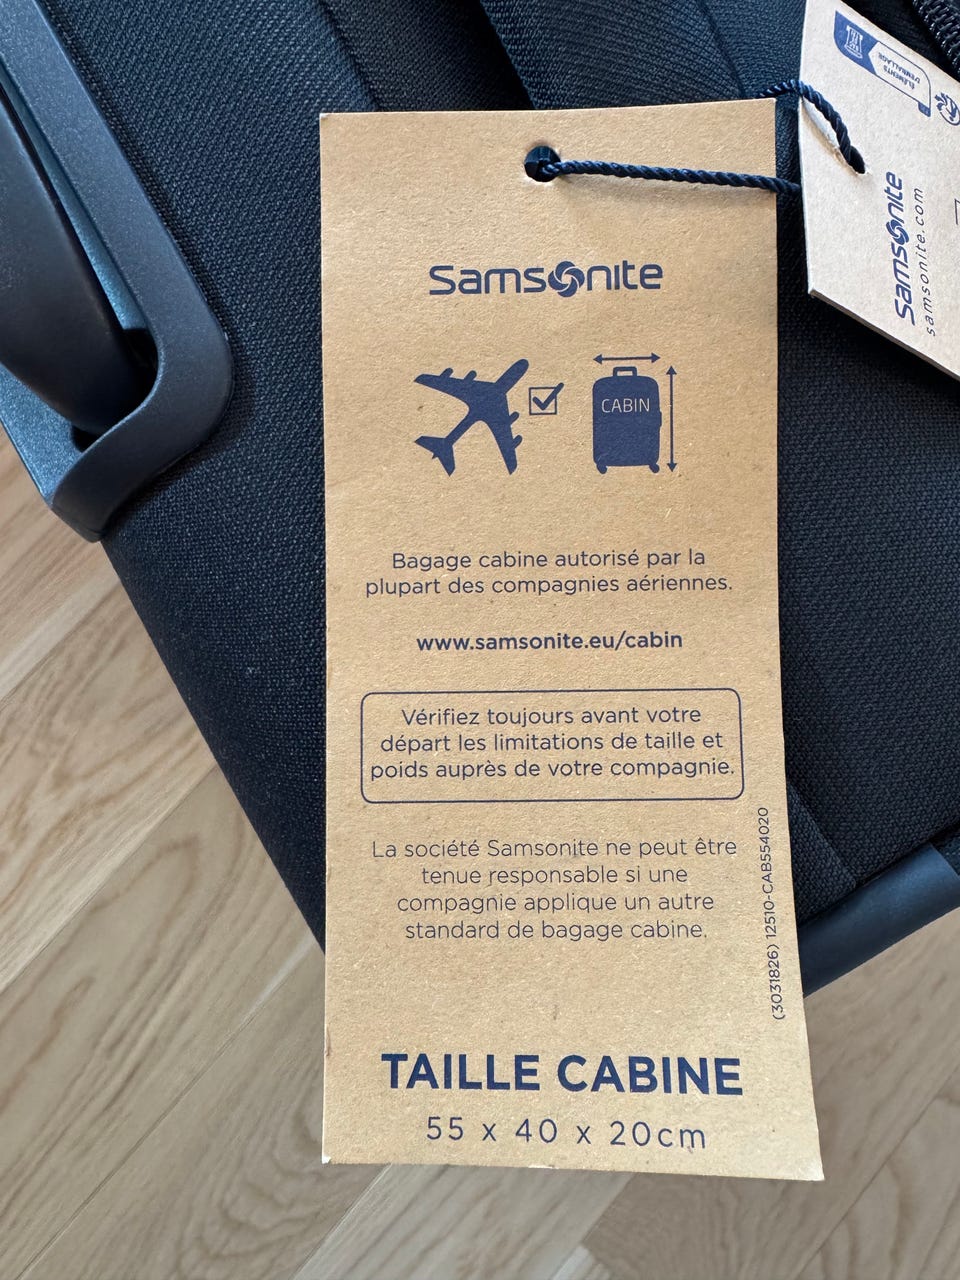 Samsonite
CABIN
Bagage cabine autorisé par la
plupart des compagnies aériennes.
www.samsonite.eu/cabin
Vérifiez toujours avant votre
départ les limitations de taille et
poids auprès de votre compagnie.
La société Samsonite ne peut être
tenue responsable si une
compagnie applique un autre
standard de bagage cabine.
(3031826) 12510-CAB554020
TAILLE CABINE
55 x 40 x 20cm
ÉLÉMENTS
D'EMBALLAGE
Samsonite
samsonite.com